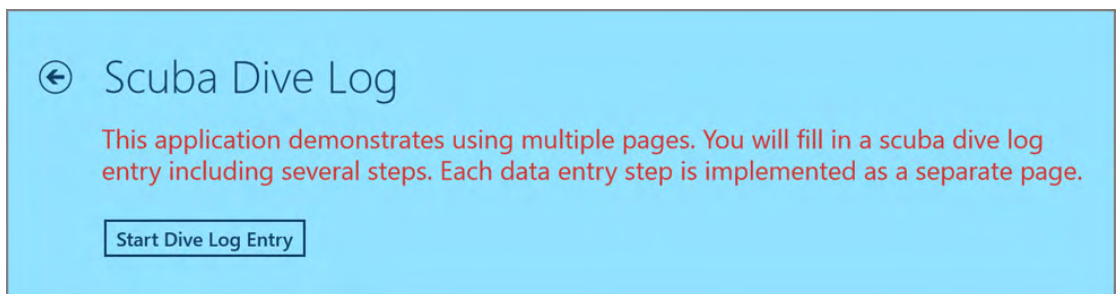 Scuba Dive Log
This application demonstrates using multiple pages. You will fill in a scuba dive log
entry including several steps. Each data entry step is implemented as a separate page.
Start Dive Log Entry